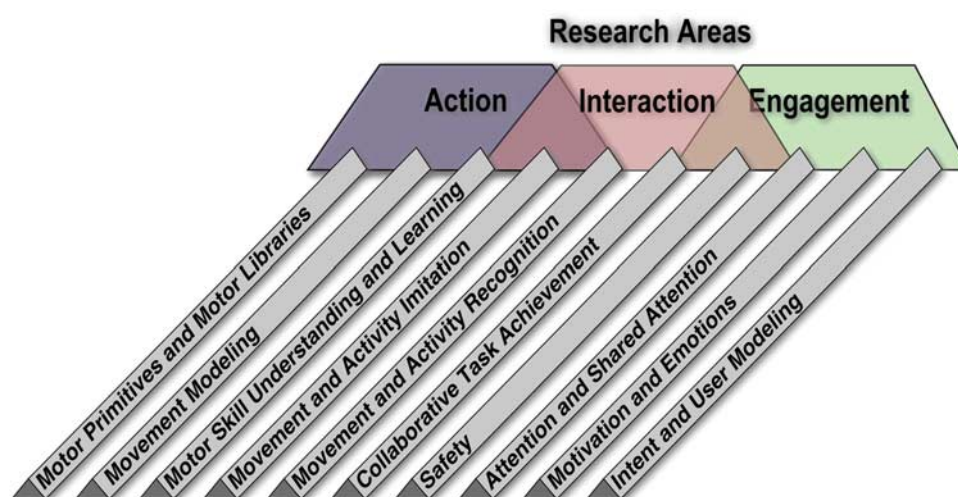 Research Areas
Action
Interaction
Engagement
Motor Primitives and Motor Libraries
Movement Modeling
Motor Skill Understanding and Learning
Movement and Activity Imitation
Movement and Activity Recognition
Collaborative Task Achievement
Safety
Attention and Shared Attention
Motivation and Emotions
Intent and User Modeling